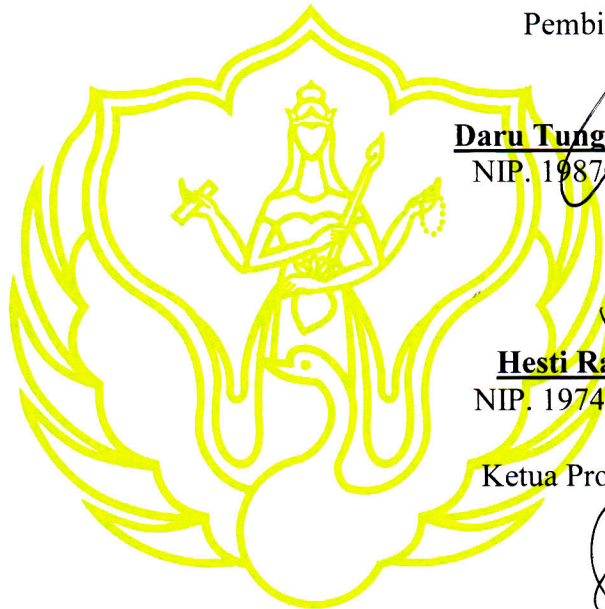 Pembi
Daru Tung
NIP. 1987
Hesti Ra
NIP. 1974
Ketua Pro